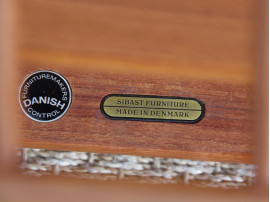 FURNITUREMAKERS
DANISH
CONTROL
SIBAST FURNITURE
MADE IN DENMARK